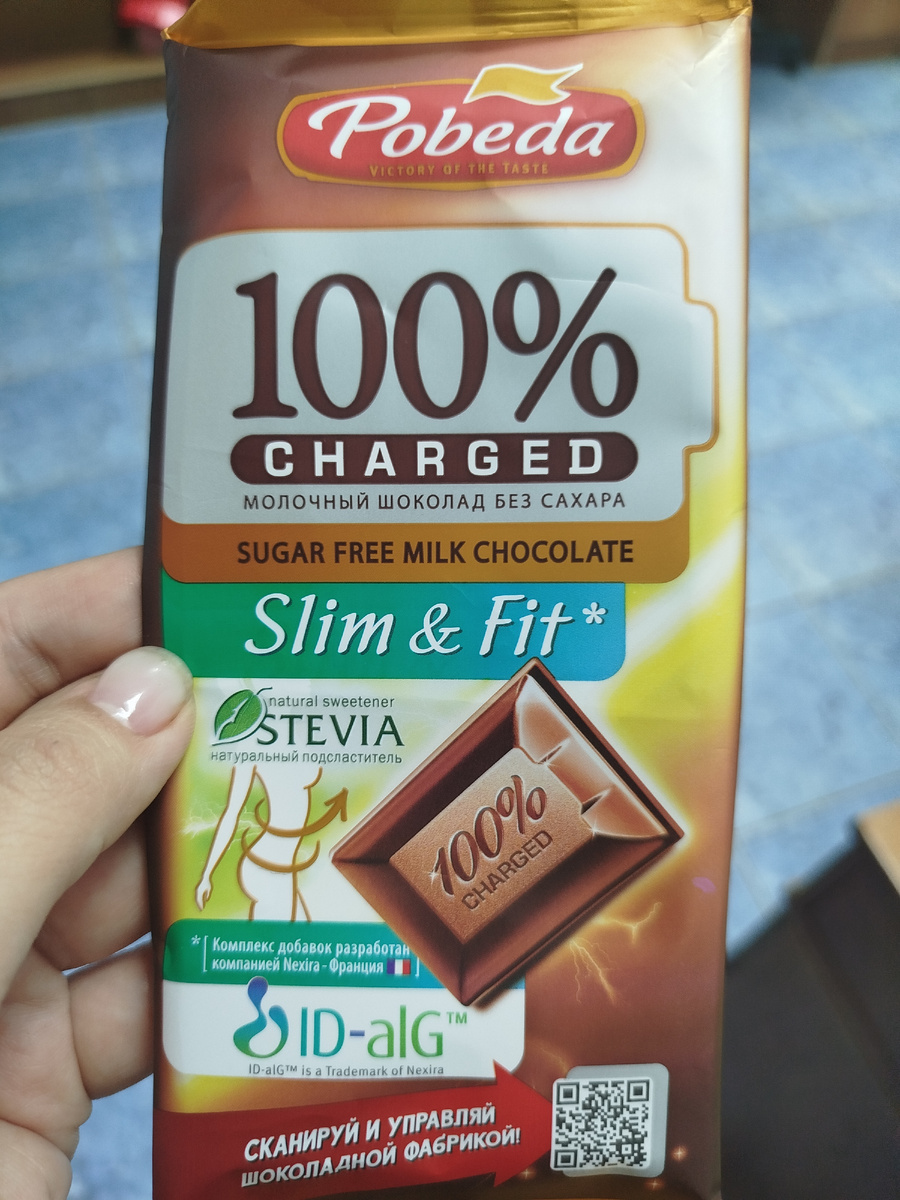 Pobeda
VICTORY OF THE TASTE
100%
CHARGED
МОЛОЧНЫЙ ШОКОЛАД БЕЗ САХАРА
SUGAR FREE MILK CHOCOLATE
Slim & Fit*
natural sweetener
STEVIA
натуральный подсластитель
100%
CHARGED
*[ Комплекс добавок разработан
компанией Nexira - Франция ]
ID-alG™
ID-alG™ is a Trademark of Nexira
СКАНИРУЙ И УПРАВЛЯЙ
ШОКОЛАДНОЙ ФАБРИКОЙ!